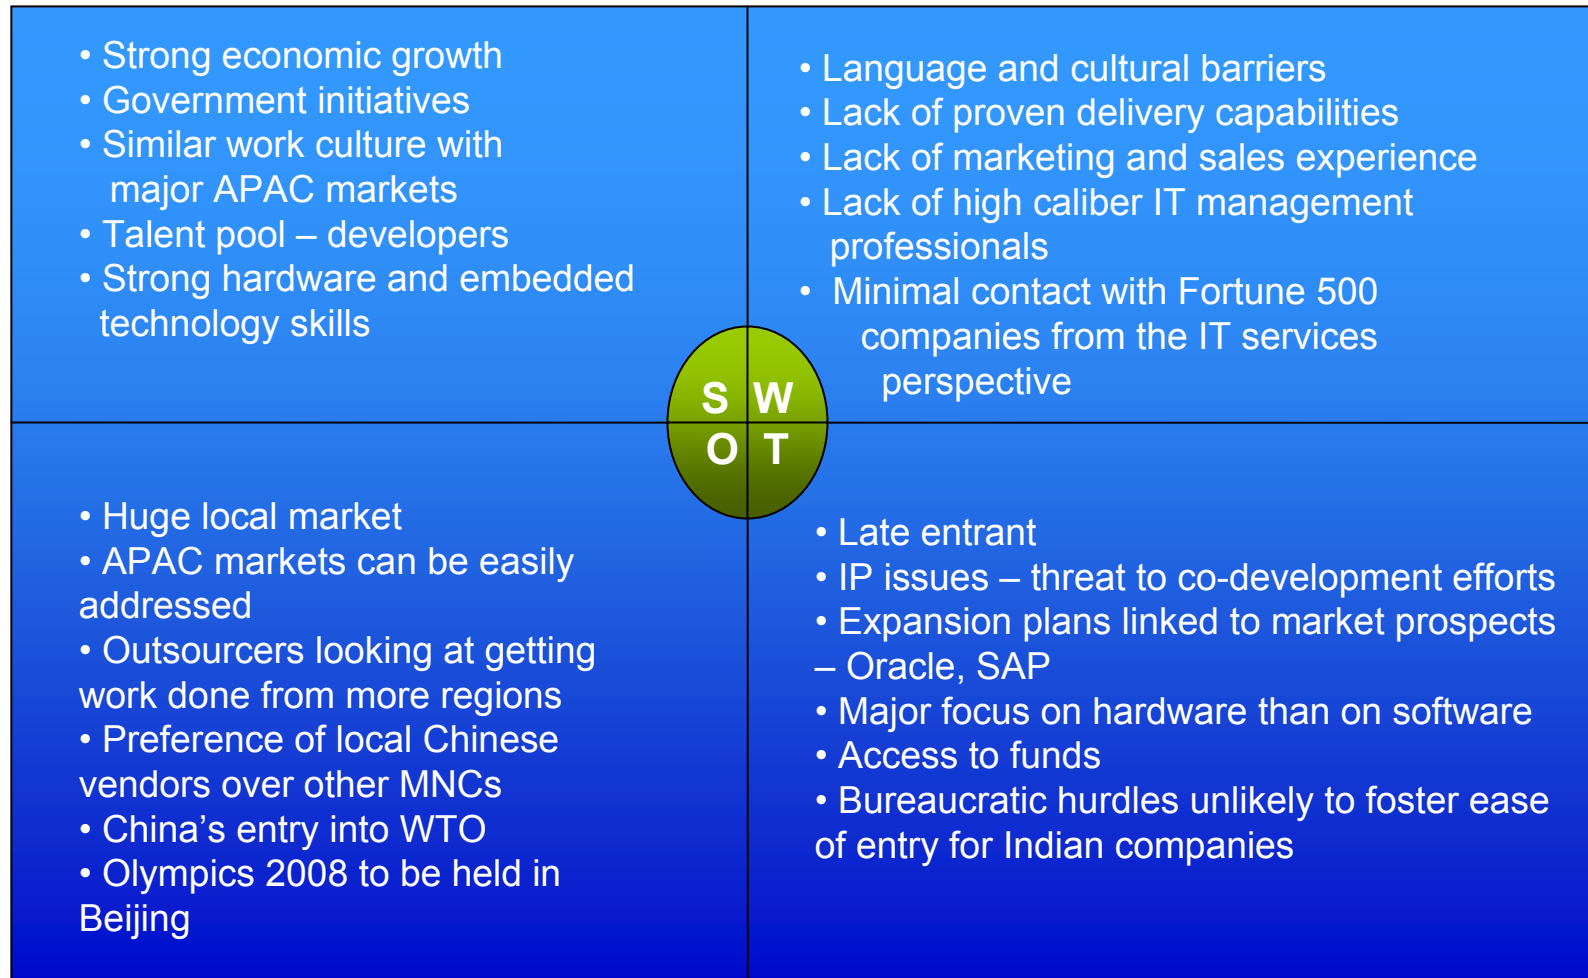 • Strong economic growth
• Government initiatives
• Similar work culture with
major APAC markets
• Talent pool – developers
• Strong hardware and embedded
technology skills
• Language and cultural barriers
• Lack of proven delivery capabilities
• Lack of marketing and sales experience
• Lack of high caliber IT management
professionals
• Minimal contact with Fortune 500
companies from the IT services
perspective
S W
O T
• Huge local market
• APAC markets can be easily
addressed
• Outsourcers looking at getting
work done from more regions
• Preference of local Chinese
vendors over other MNCs
• China’s entry into WTO
• Olympics 2008 to be held in
Beijing
• Late entrant
• IP issues – threat to co-development efforts
• Expansion plans linked to market prospects
– Oracle, SAP
• Major focus on hardware than on software
• Access to funds
• Bureaucratic hurdles unlikely to foster ease
of entry for Indian companies